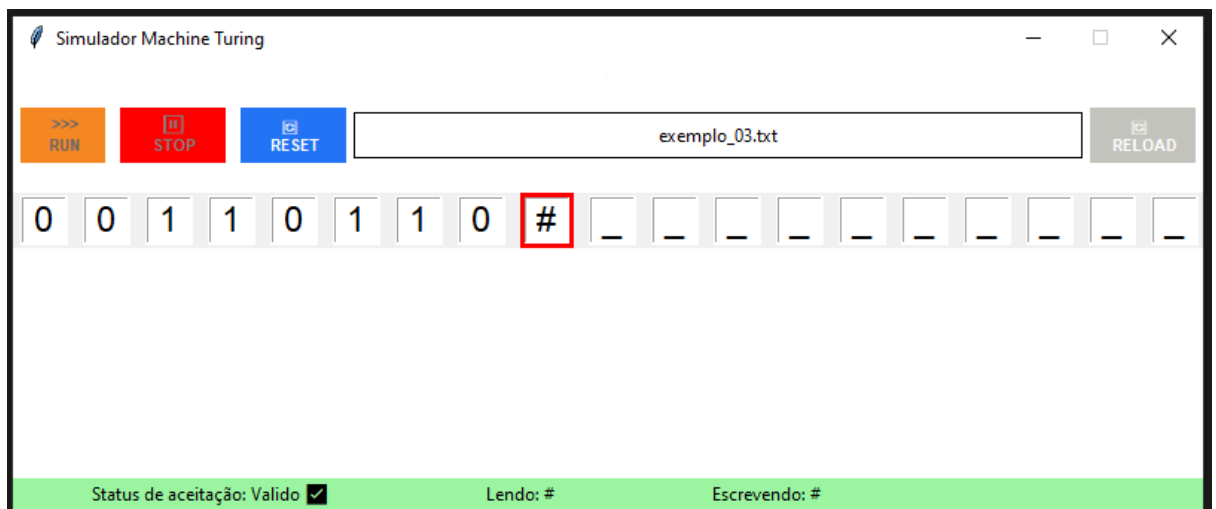 Simulador Machine Turing
>>>
RUN
STOP
RESET
exemplo_03.txt
RELOAD
0 0 1 1 0 1 1 0 # _ _ _ _ _ _ _ _ _ _
Status de aceitação: Valido Lendo: # Escrevendo: #